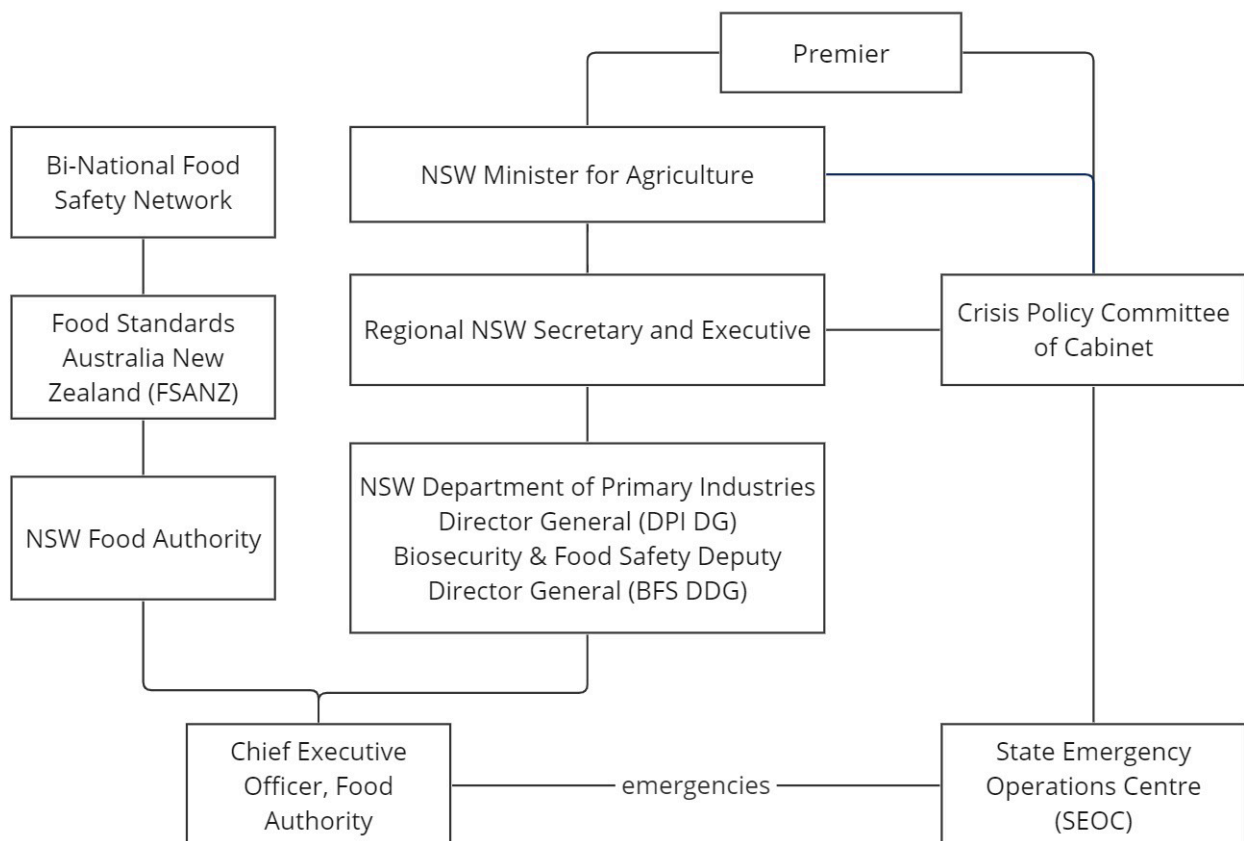 Premier
Bi-National Food
Safety Network
NSW Minister for Agriculture
Food Standards
Australia New
Zealand (FSANZ)
Regional NSW Secretary and Executive
Crisis Policy Committee
of Cabinet
NSW Food Authority
NSW Department of Primary Industries
Director General (DPI DG)
Biosecurity & Food Safety Deputy
Director General (BFS DDG)
Chief Executive
Officer, Food
Authority
emergencies
State Emergency
Operations Centre
(SEOC)